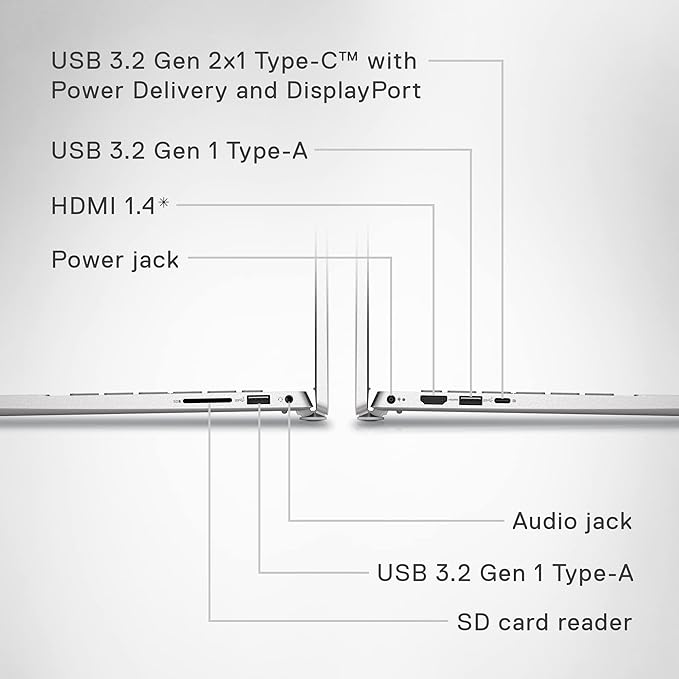 USB 3.2 Gen 2x1 Type-C™ with
Power Delivery and DisplayPort
USB 3.2 Gen 1 Type-A
HDMI 1.4*
Power jack
Audio jack
USB 3.2 Gen 1 Type-A
SD card reader